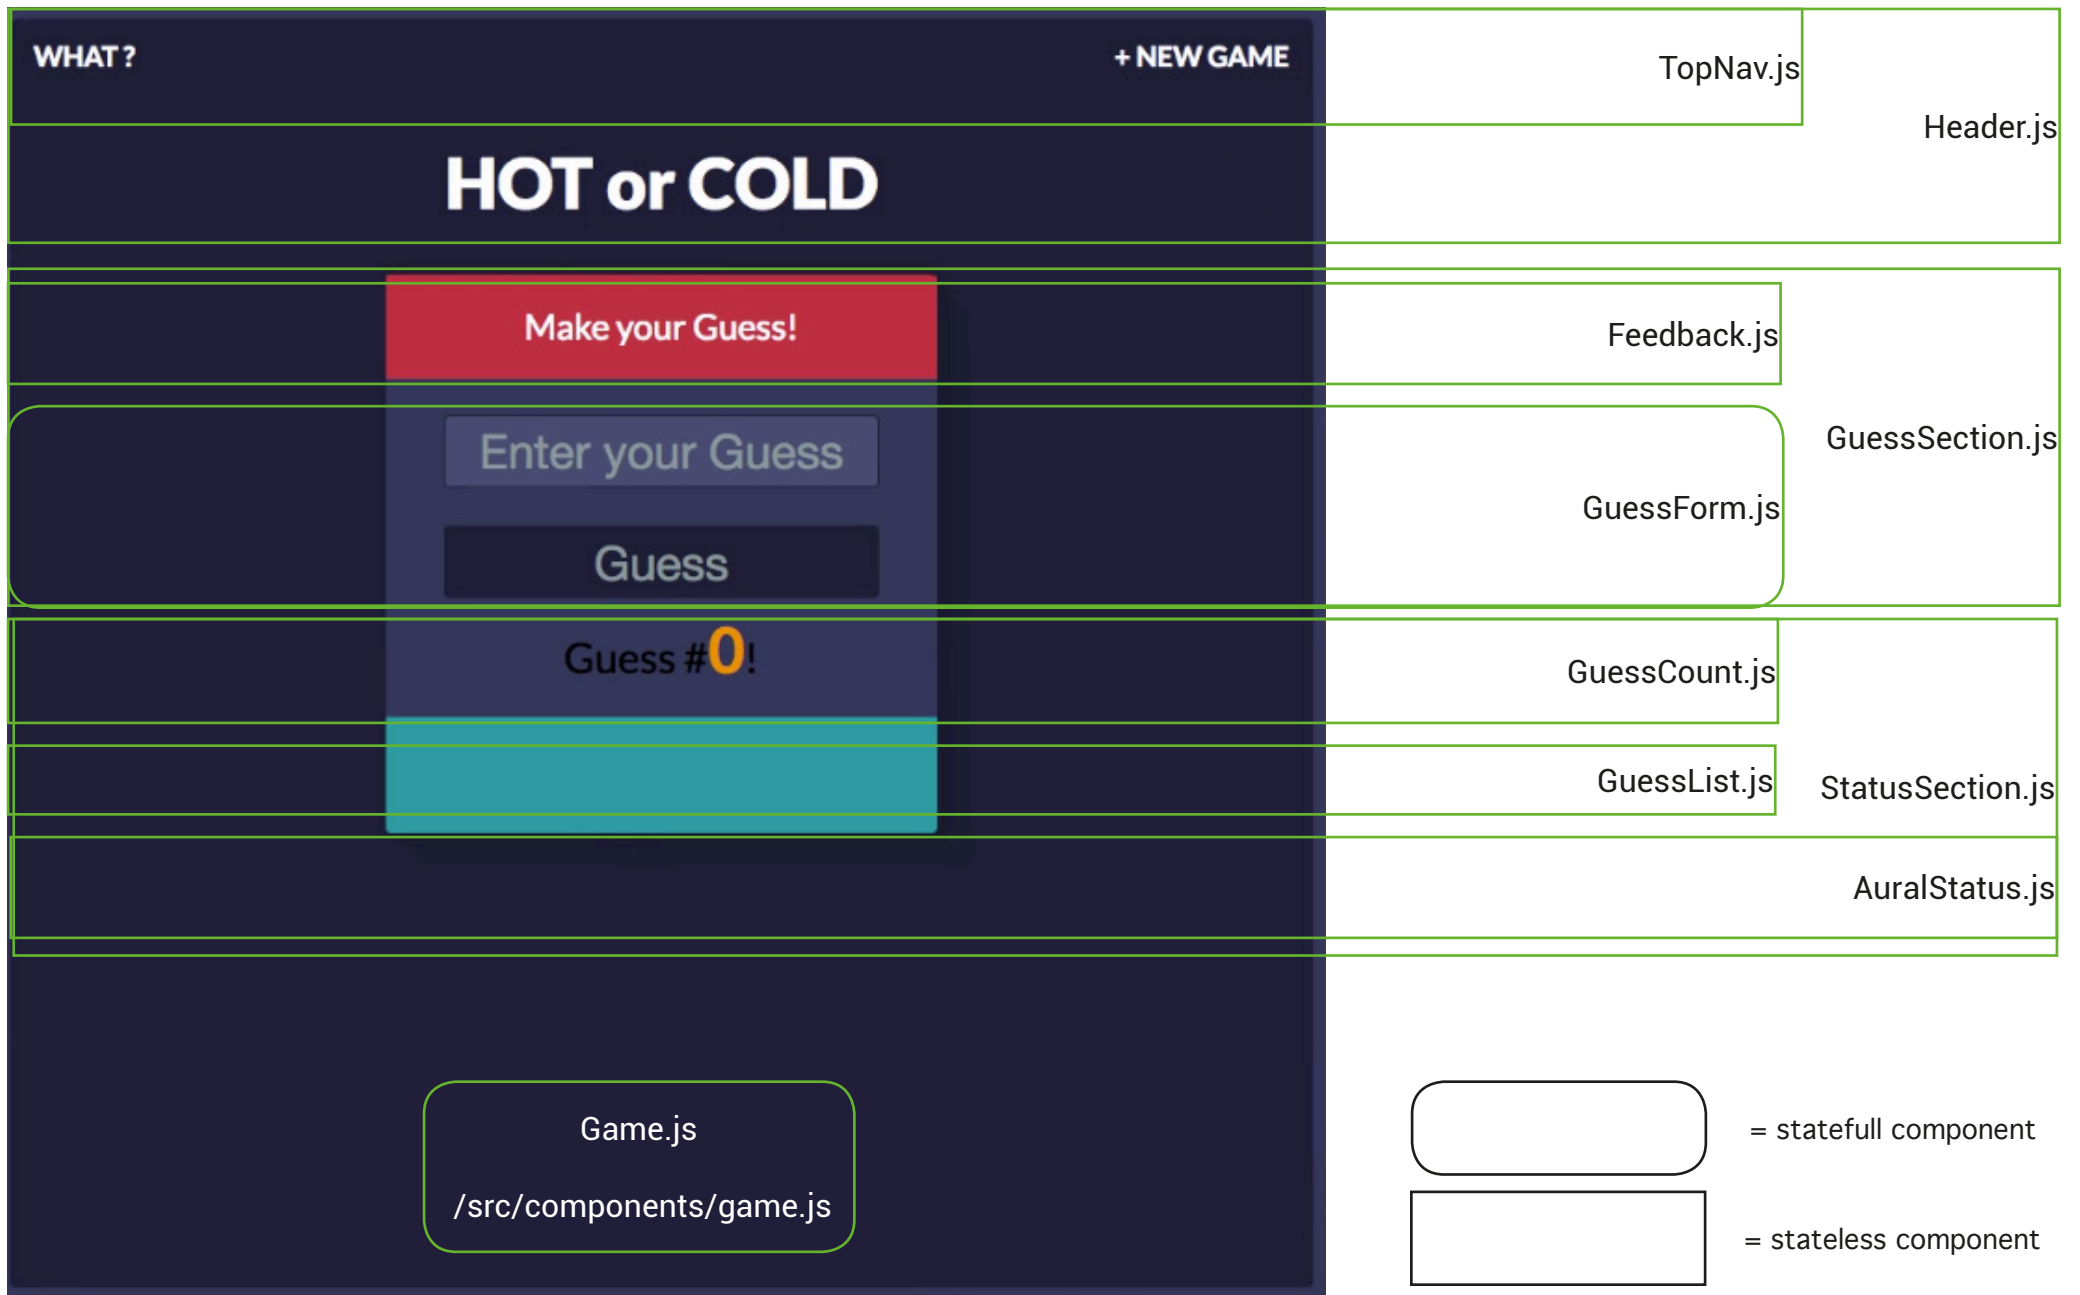 WHAT ?
+ NEW GAME
TopNav.js
Header.js
HOT or COLD
Make your Guess!
Feedback.js
Enter your Guess
GuessSection.js
GuessForm.js
Guess
Guess #0!
GuessCount.js
GuessList.js
StatusSection.js
AuralStatus.js
Game.js
/src/components/game.js
= statefull component
= stateless component